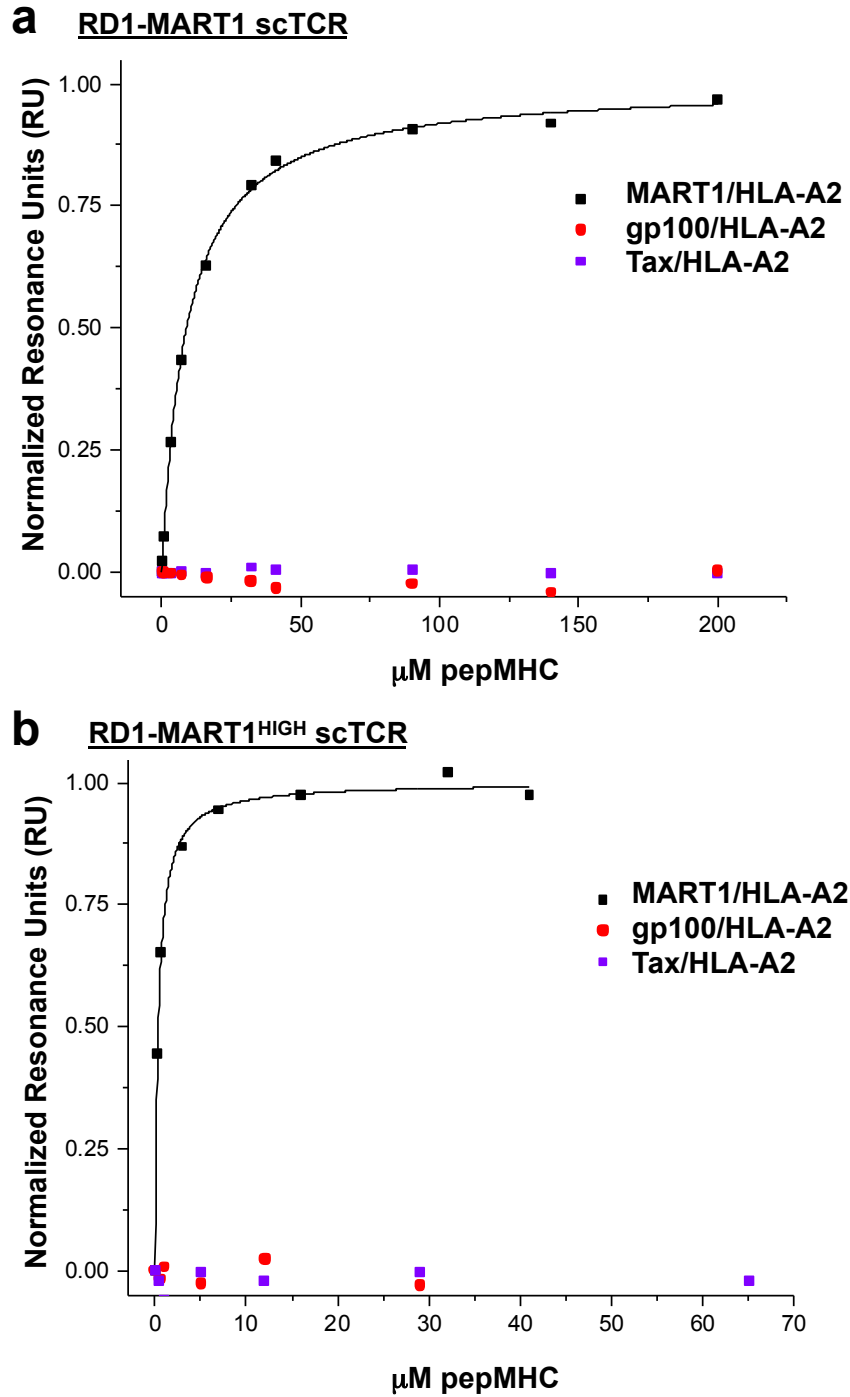 a RD1-MART1 scTCR
Normalized Resonance Units (RU)
1.00
0.75
0.50
0.25
0.00
MART1/HLA-A2
gp100/HLA-A2
Tax/HLA-A2
0 50 100 150 200
μM pepMHC
b RD1-MART1ᴴᴵᴳᴴ scTCR
Normalized Resonance Units (RU)
1.00
0.75
0.50
0.25
0.00
MART1/HLA-A2
gp100/HLA-A2
Tax/HLA-A2
0 10 20 30 40 50 60 70
μM pepMHC